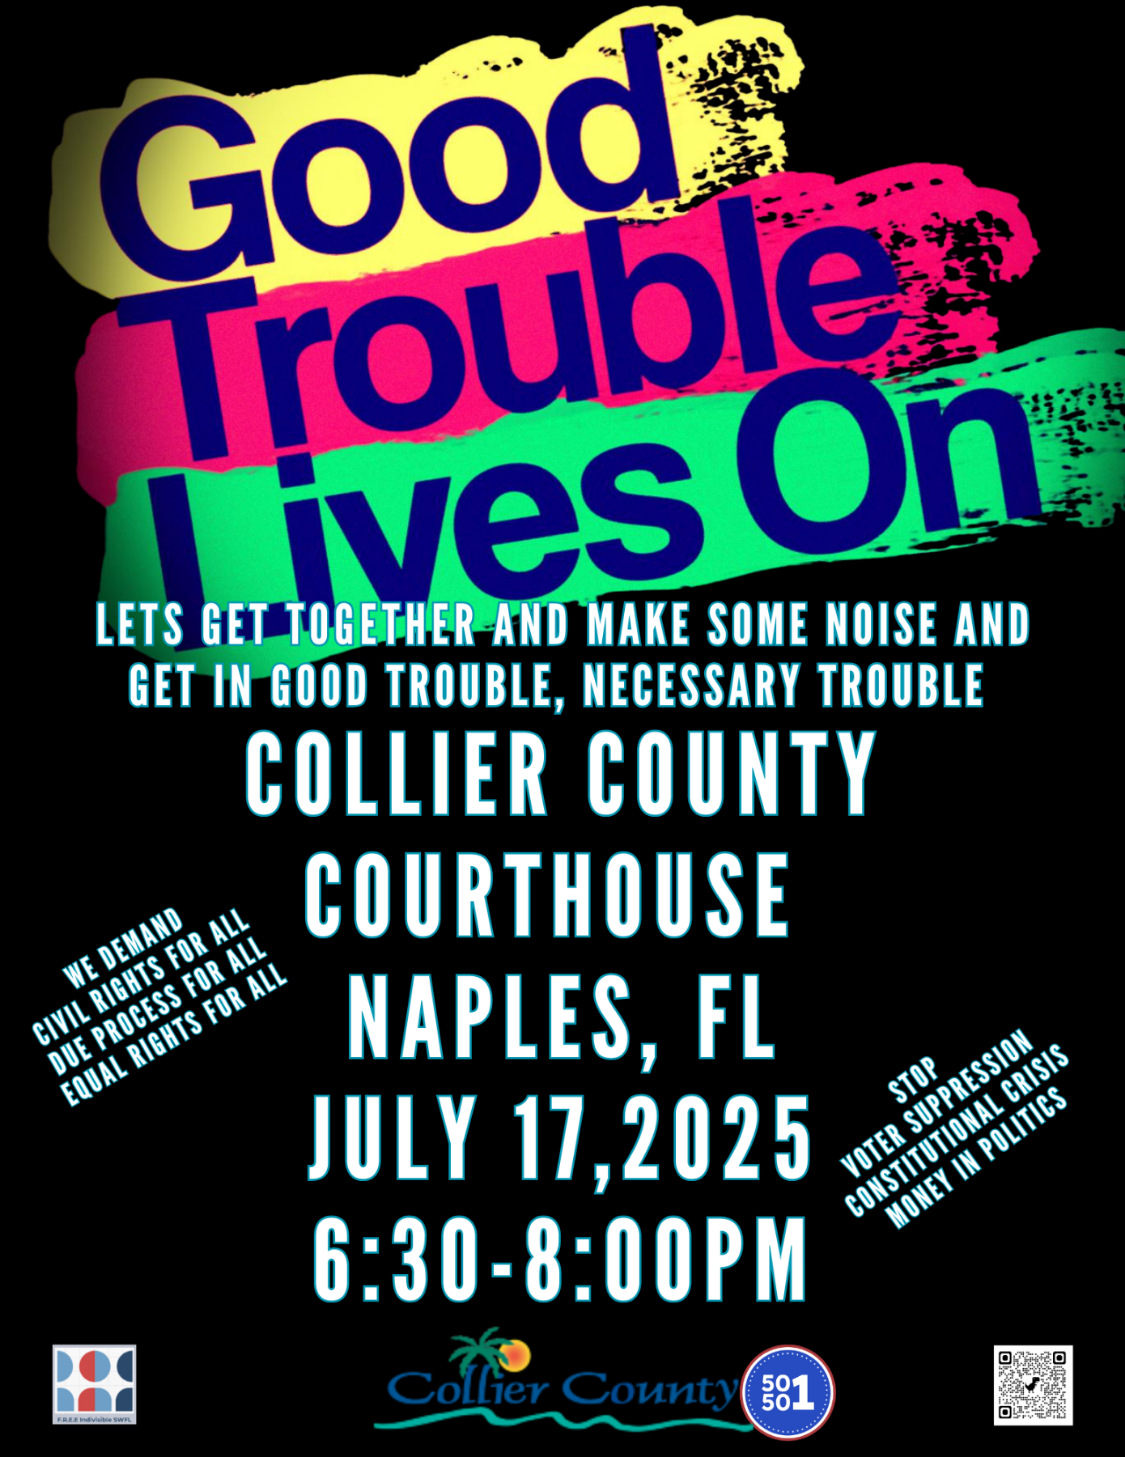 Good
Trouble
Lives On
LETS GET TOGETHER AND MAKE SOME NOISE AND
GET IN GOOD TROUBLE, NECESSARY TROUBLE
COLLIER COUNTY
COURTHOUSE
NAPLES, FL
JULY 17,2025
6:30-8:00PM
WE DEMAND
CIVIL RIGHTS FOR ALL
DUE PROCESS FOR ALL
EQUAL RIGHTS FOR ALL
STOP
VOTER SUPPRESSION
CONSTITUTIONAL CRISIS
MONEY IN POLITICS
F.R.E.E Indivisible SWFL
Collier County
50
50
1